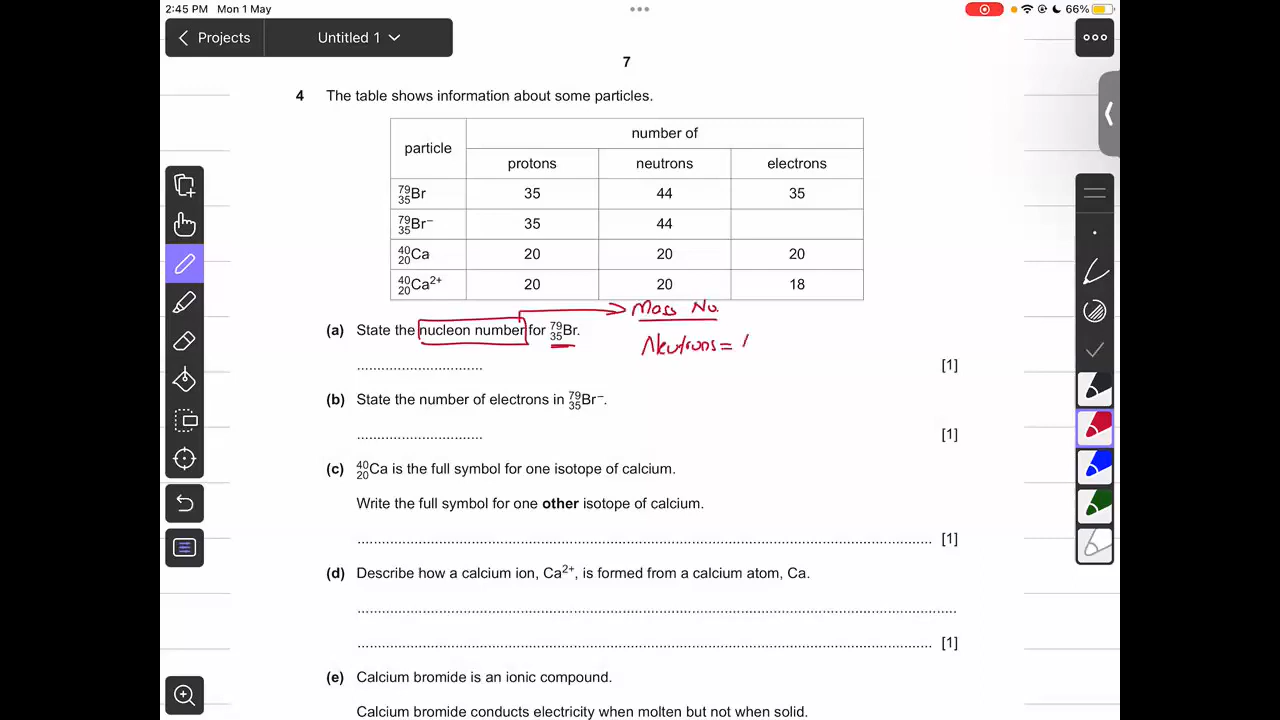 2:45 PM Mon 1 May
66%
Projects
Untitled 1
7
4 The table shows information about some particles.
particle number of
protons neutrons electrons
⁷⁹₃₅Br 35 44 35
⁷⁹₃₅Br⁻ 35 44
⁴⁰₂₀Ca 20 20 20
⁴⁰₂₀Ca²⁺ 20 20 18
Mass No.
(a) State the nucleon number for ⁷⁹₃₅Br.
Neutrons =
.............................. [1]
(b) State the number of electrons in ⁷⁹₃₅Br⁻.
.............................. [1]
(c) ⁴⁰₂₀Ca is the full symbol for one isotope of calcium.
Write the full symbol for one other isotope of calcium.
.............................. [1]
(d) Describe how a calcium ion, Ca²⁺, is formed from a calcium atom, Ca.
..............................
.............................. [1]
(e) Calcium bromide is an ionic compound.
Calcium bromide conducts electricity when molten but not when solid.